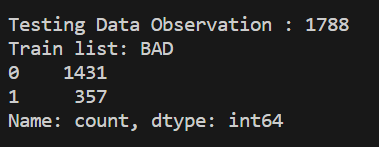 Testing Data Observation : 1788
Train list: BAD
0    1431
1     357
Name: count, dtype: int64